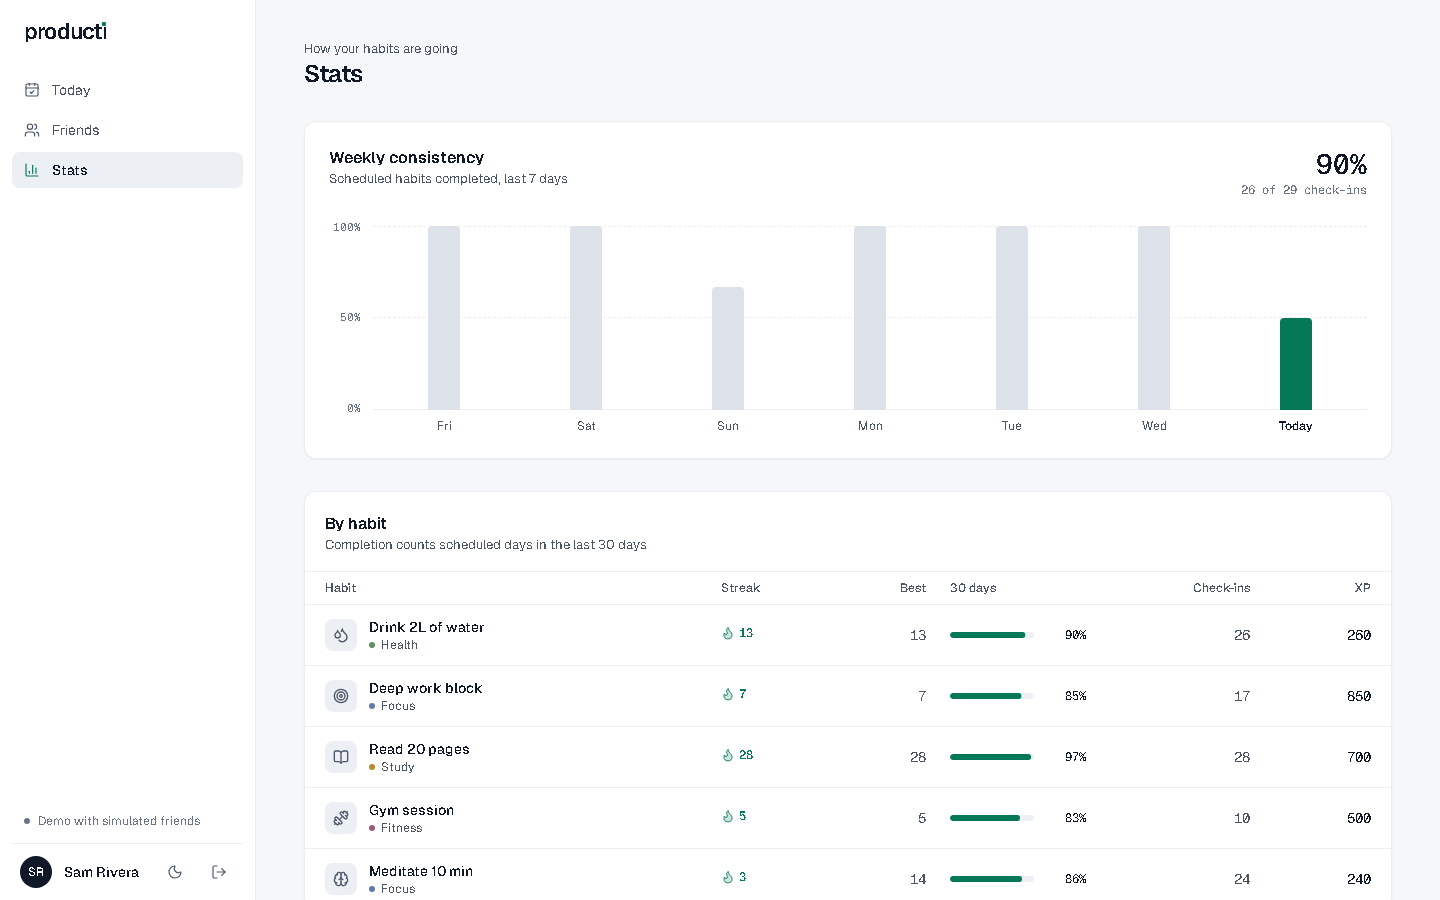 producti
Today
Friends
Stats
Demo with simulated friends
SR
Sam Rivera
How your habits are going
Stats
Weekly consistency
Scheduled habits completed, last 7 days
90%
26 of 29 check-ins
100%
50%
0%
Fri Sat Sun Mon Tue Wed Today
By habit
Completion counts scheduled days in the last 30 days
Habit Streak Best 30 days Check-ins XP
Drink 2L of water 13 13 90% 26 260
Health
Deep work block 7 7 85% 17 850
Focus
Read 20 pages 28 28 97% 28 700
Study
Gym session 5 5 83% 10 500
Fitness
Meditate 10 min 3 14 86% 24 240
Focus